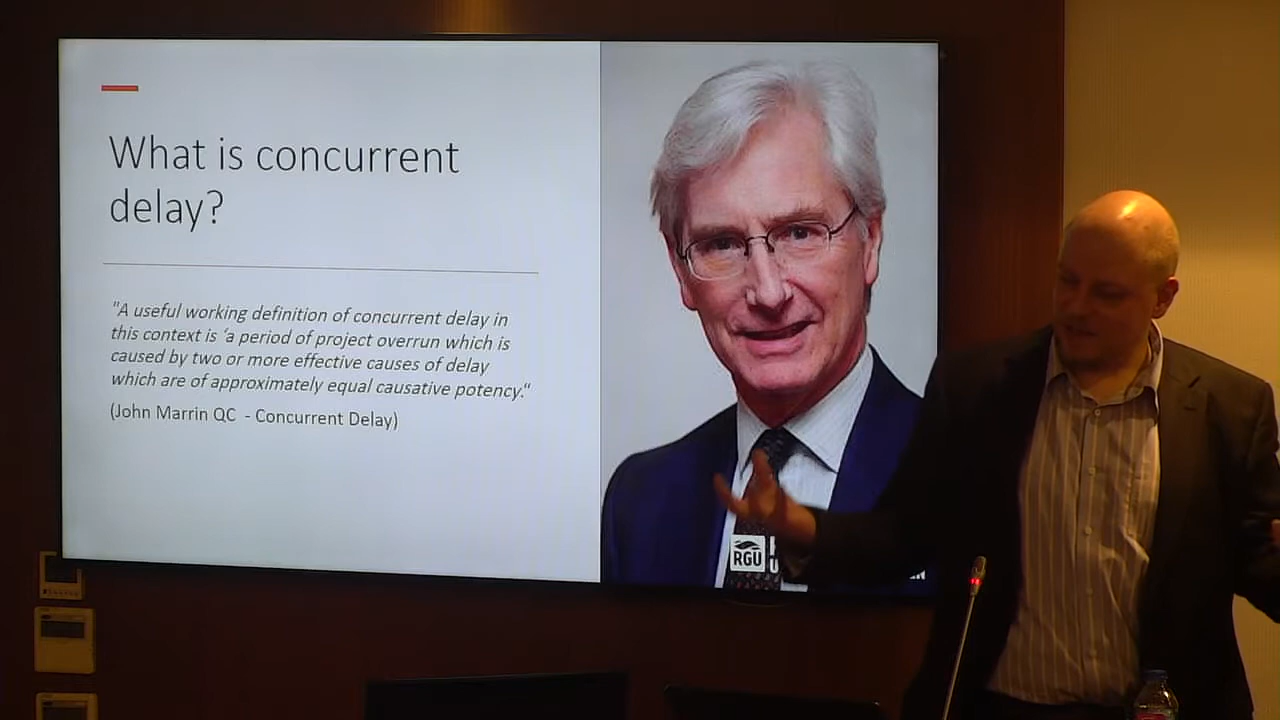 What is concurrent
delay?
"A useful working definition of concurrent delay in
this context is ‘a period of project overrun which is
caused by two or more effective causes of delay
which are of approximately equal causative potency."
(John Marrin QC - Concurrent Delay)
RGU